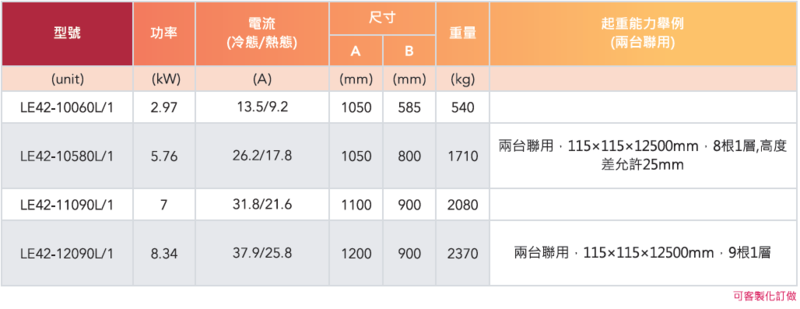 型號 功率 電流 (冷態/熱態) 尺寸 重量 起重能力舉例 (兩台聯用)
A B
(unit) (kW) (A) (mm) (mm) (kg)
LE42-10060L/1 2.97 13.5/9.2 1050 585 540
LE42-10580L/1 5.76 26.2/17.8 1050 800 1710 兩台聯用，115×115×12500mm，8根1層,高度
差允許25mm
LE42-11090L/1 7 31.8/21.6 1100 900 2080
LE42-12090L/1 8.34 37.9/25.8 1200 900 2370 兩台聯用，115×115×12500mm，9根1層
可客製化訂做